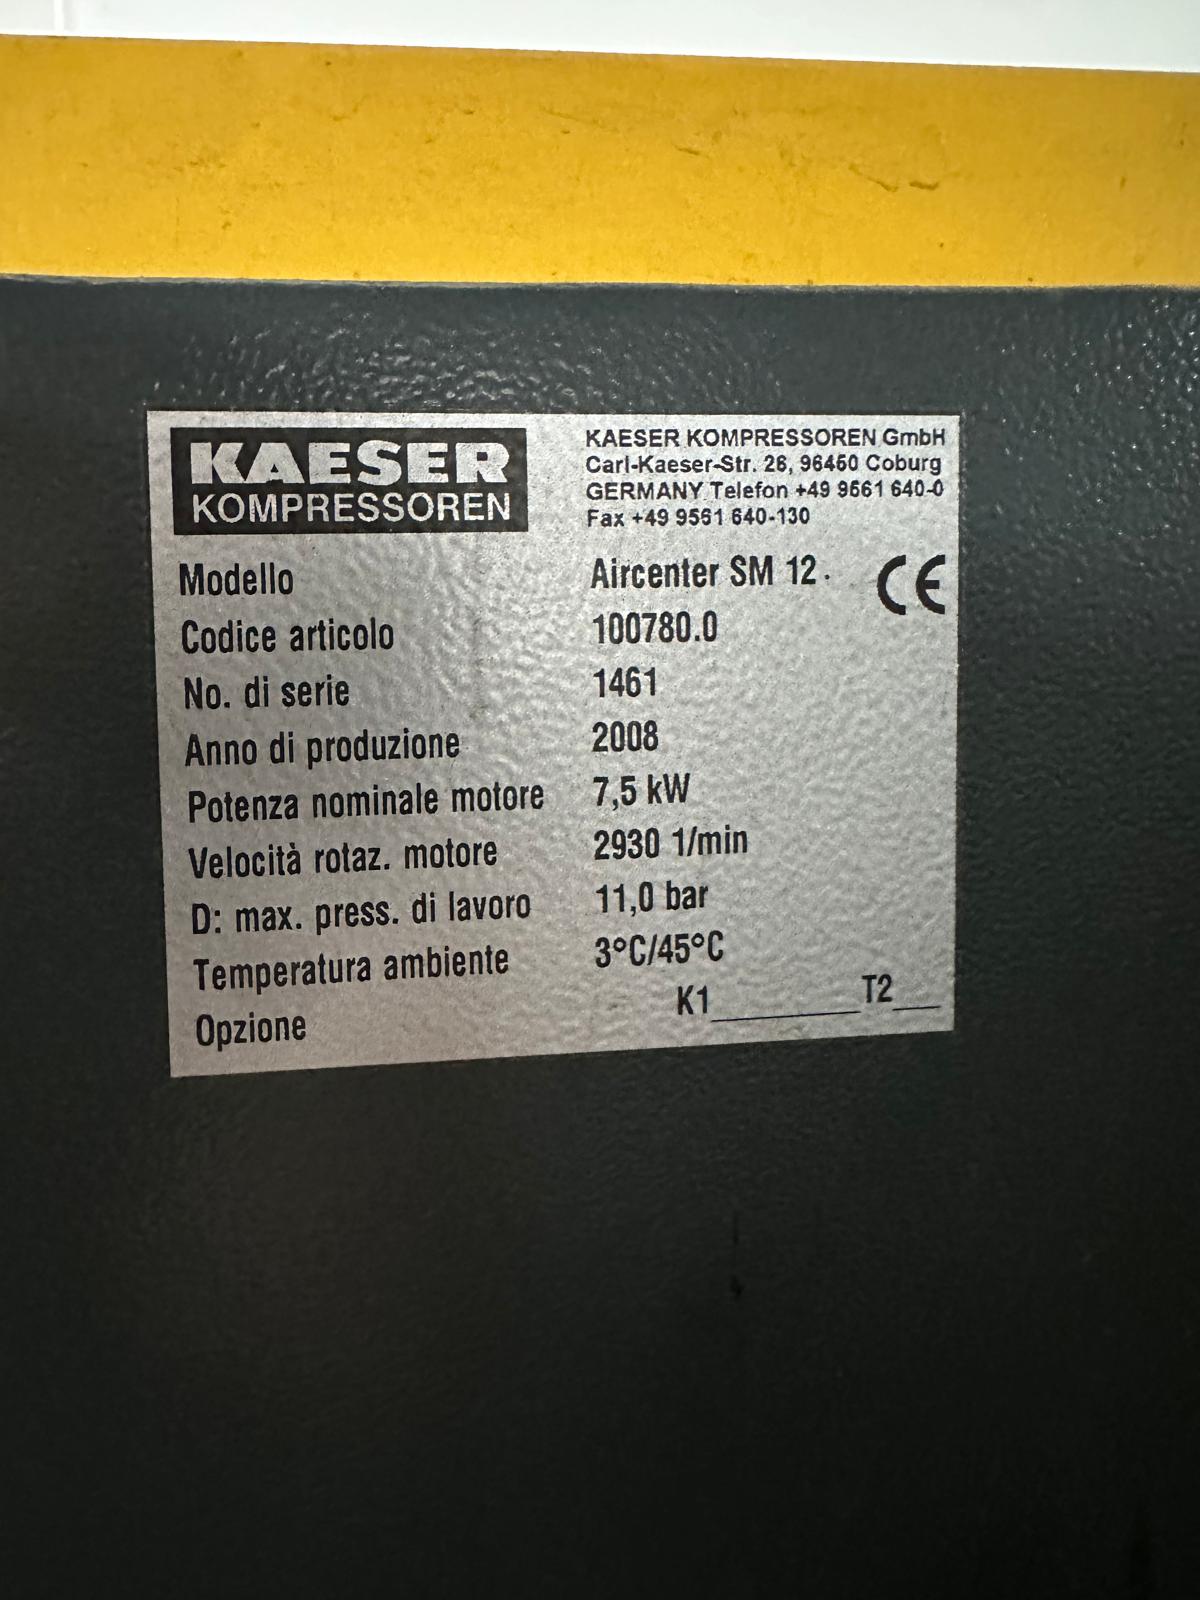 KAESER
KOMPRESSOREN
KAESER KOMPRESSOREN GmbH
Carl-Kaeser-Str. 26, 96450 Coburg
GERMANY Telefon +49 9561 640-0
Fax +49 9561 640-130
Modello Aircenter SM 12 . CE
Codice articolo 100780.0
No. di serie 1461
Anno di produzione 2008
Potenza nominale motore 7,5 kW
Velocità rotaz. motore 2930 1/min
D: max. press. di lavoro 11,0 bar
Temperatura ambiente 3°C/45°C
Opzione K1________ T2__